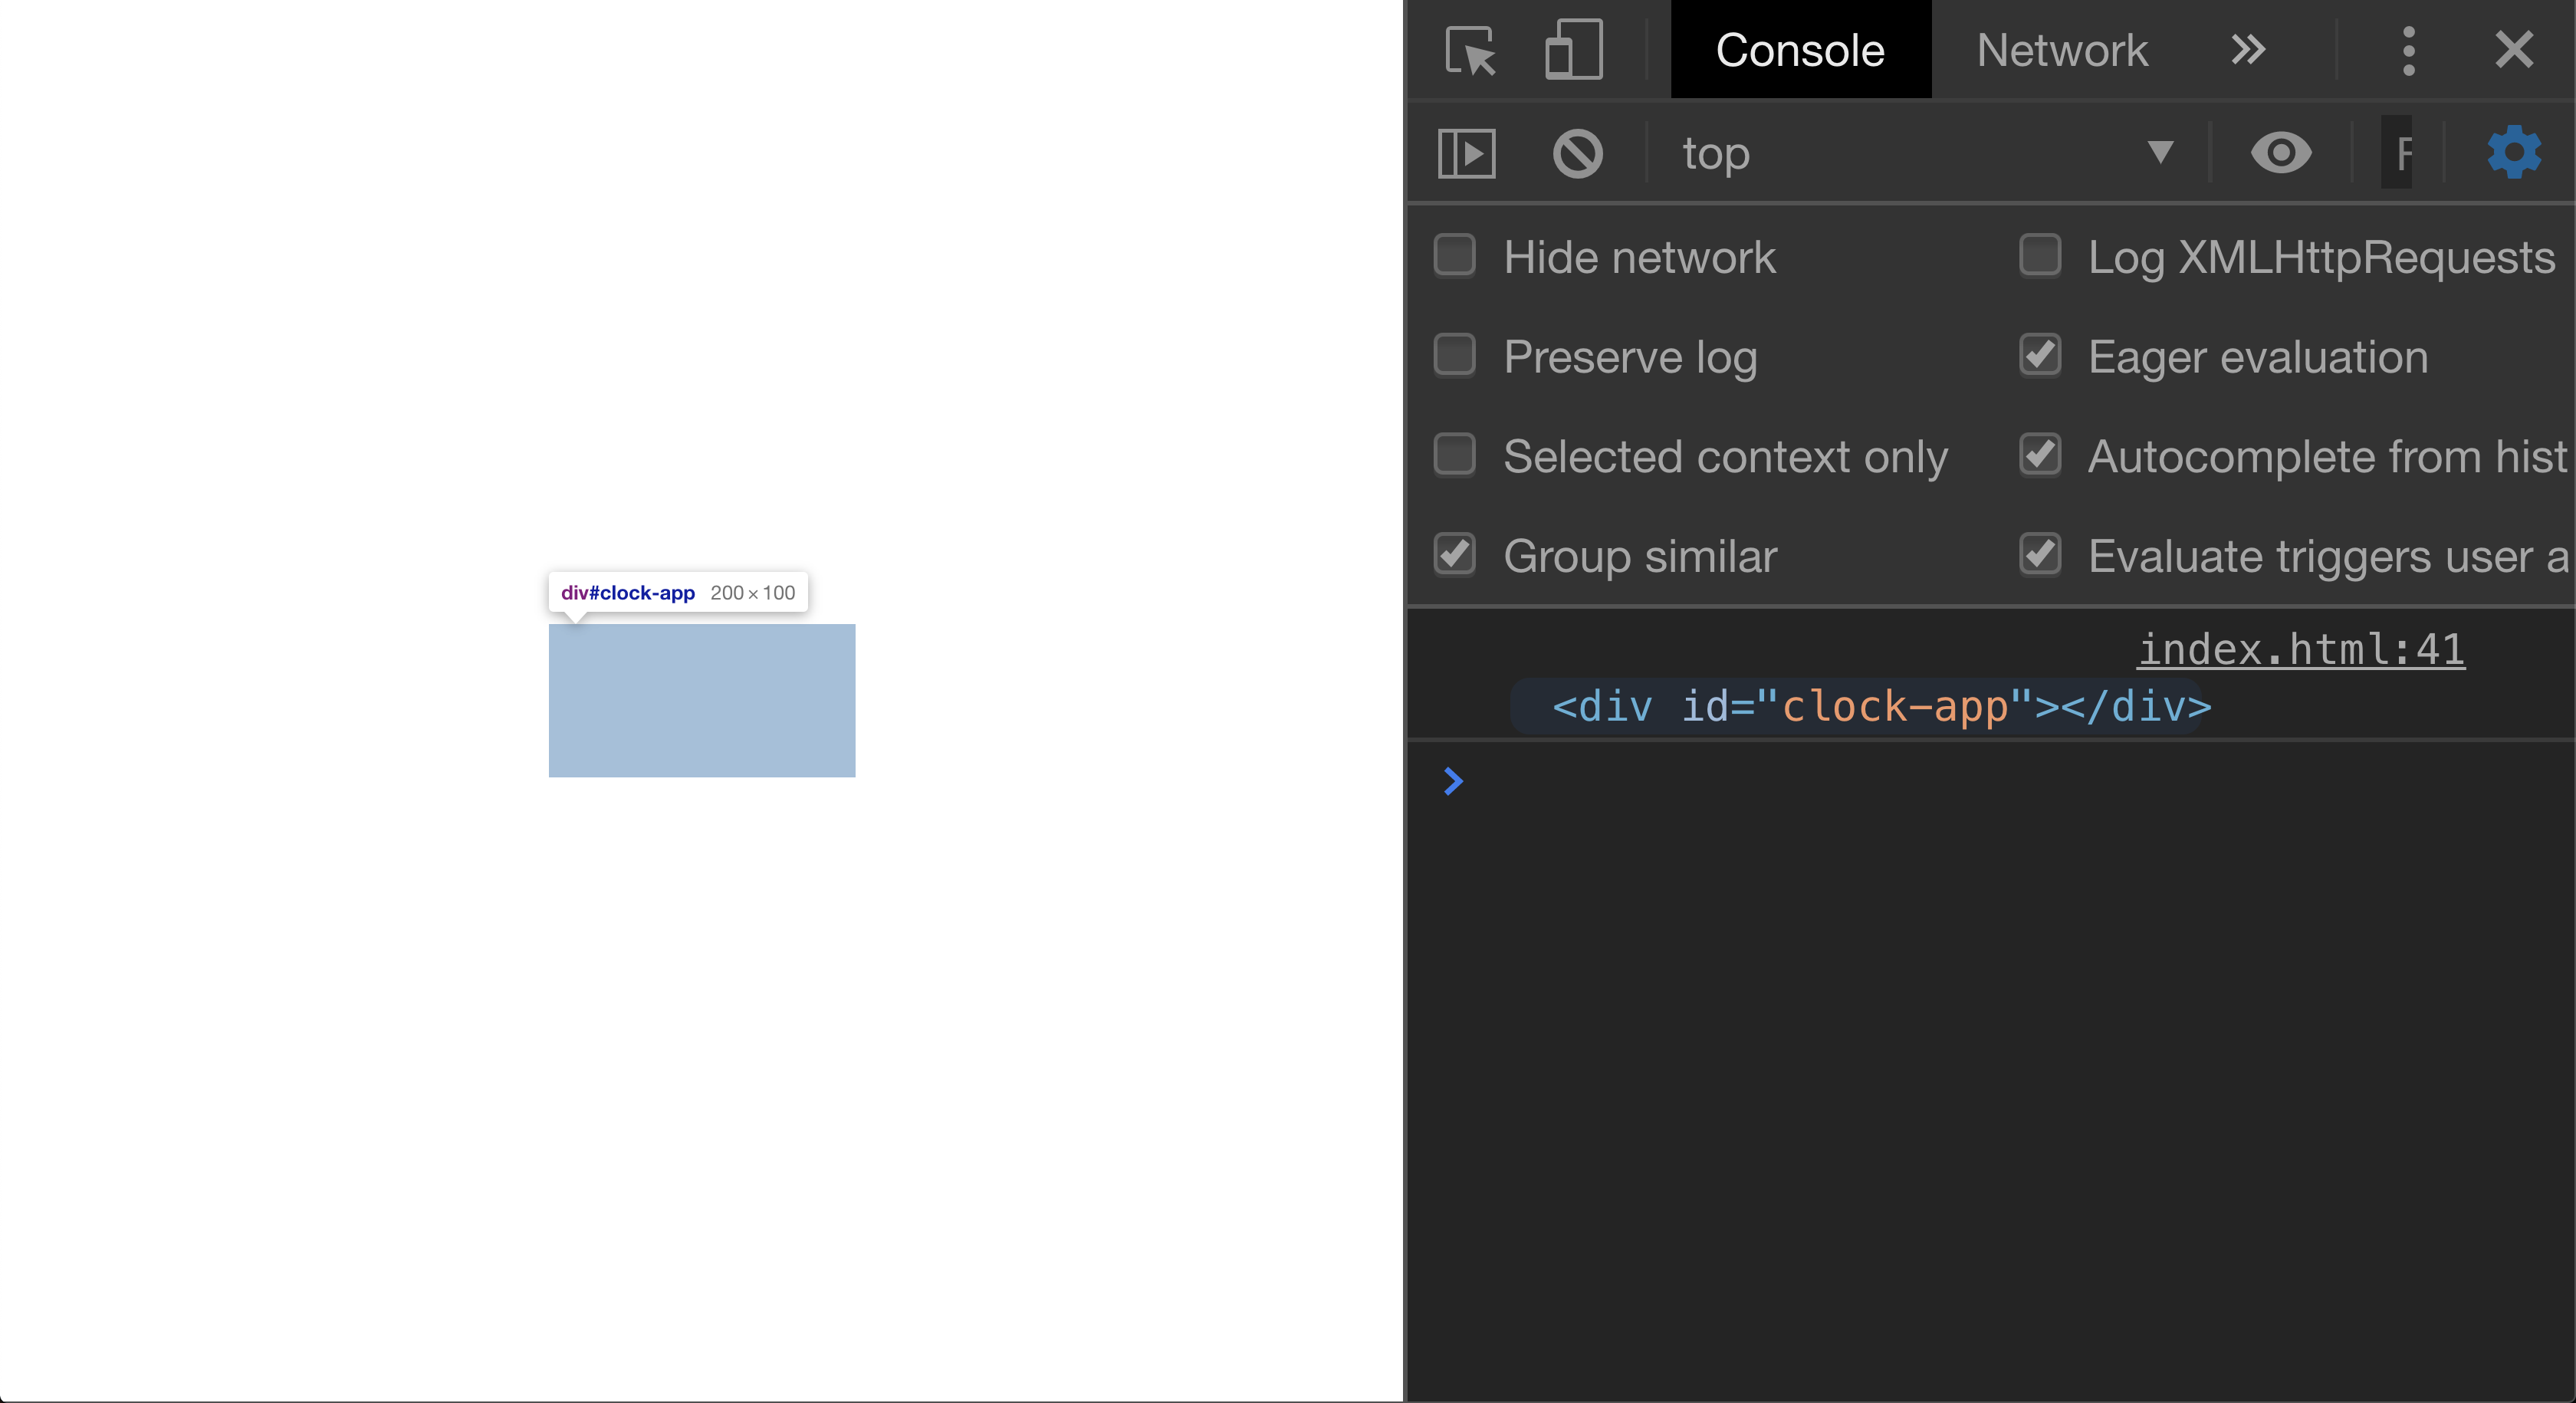 Console Network
top
F
Hide network
Log XMLHttpRequests
Preserve log
Eager evaluation
Selected context only
Autocomplete from hist
Group similar
Evaluate triggers user a
div#clock-app 200 × 100
index.html:41
<div id="clock-app"></div>